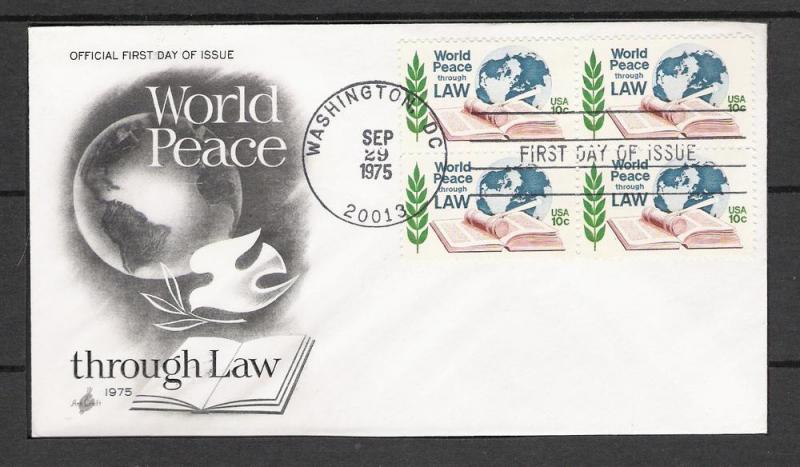 OFFICIAL FIRST DAY OF ISSUE
World
Peace
through Law
1975
Art Craft
WASHINGTON, DC
SEP
29
1975
20013
FIRST DAY OF ISSUE
World
Peace
through
LAW
USA
10c
World
Peace
through
LAW
USA
10c
World
Peace
through
LAW
USA
10c
World
Peace
through
LAW
USA
10c